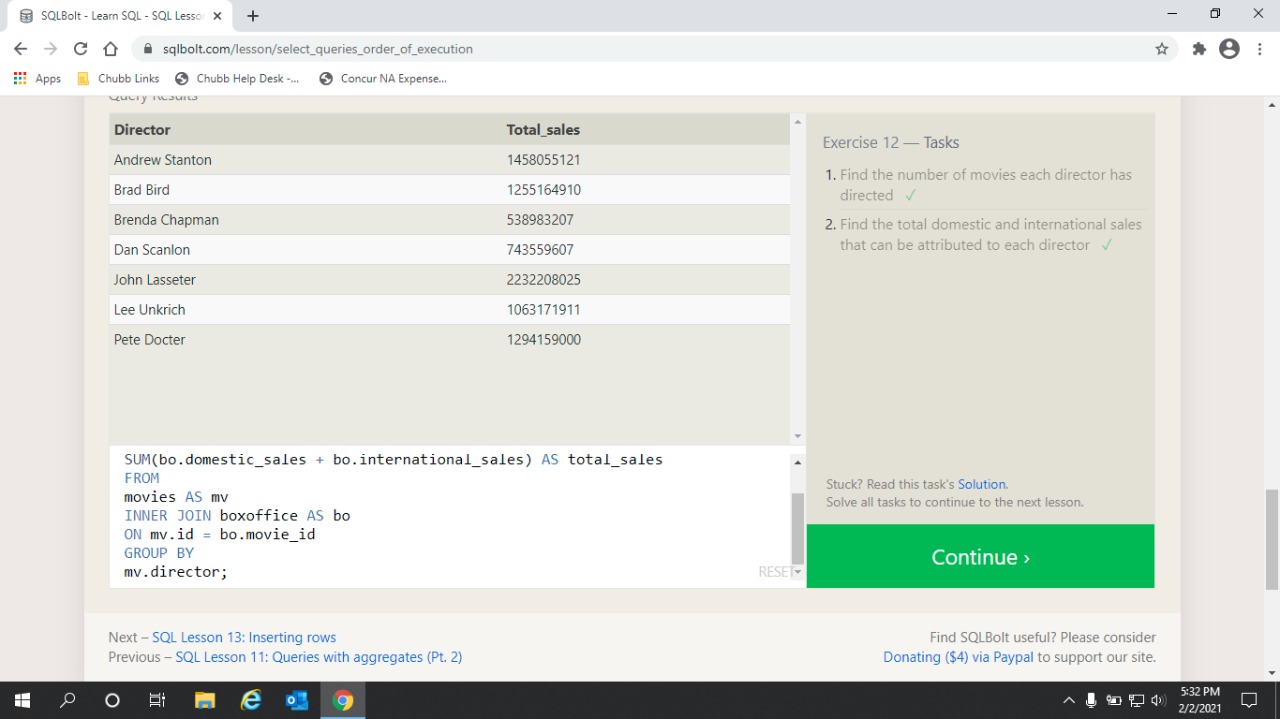 SQLBolt - Learn SQL - SQL Lesso
sqlbolt.com/lesson/select_queries_order_of_execution
Apps Chubb Links Chubb Help Desk -... Concur NA Expense...
Query Results
Director Total_sales
Andrew Stanton 1458055121
Brad Bird 1255164910
Brenda Chapman 538983207
Dan Scanlon 743559607
John Lasseter 2232208025
Lee Unkrich 1063171911
Pete Docter 1294159000
SUM(bo.domestic_sales + bo.international_sales) AS total_sales
FROM
movies AS mv
INNER JOIN boxoffice AS bo
ON mv.id = bo.movie_id
GROUP BY
mv.director;
RESET
Exercise 12 — Tasks
1. Find the number of movies each director has
directed ✓
2. Find the total domestic and international sales
that can be attributed to each director ✓
Stuck? Read this task's Solution.
Solve all tasks to continue to the next lesson.
Continue ›
Next – SQL Lesson 13: Inserting rows
Previous – SQL Lesson 11: Queries with aggregates (Pt. 2)
Find SQLBolt useful? Please consider
Donating ($4) via Paypal to support our site.
5:32 PM
2/2/2021